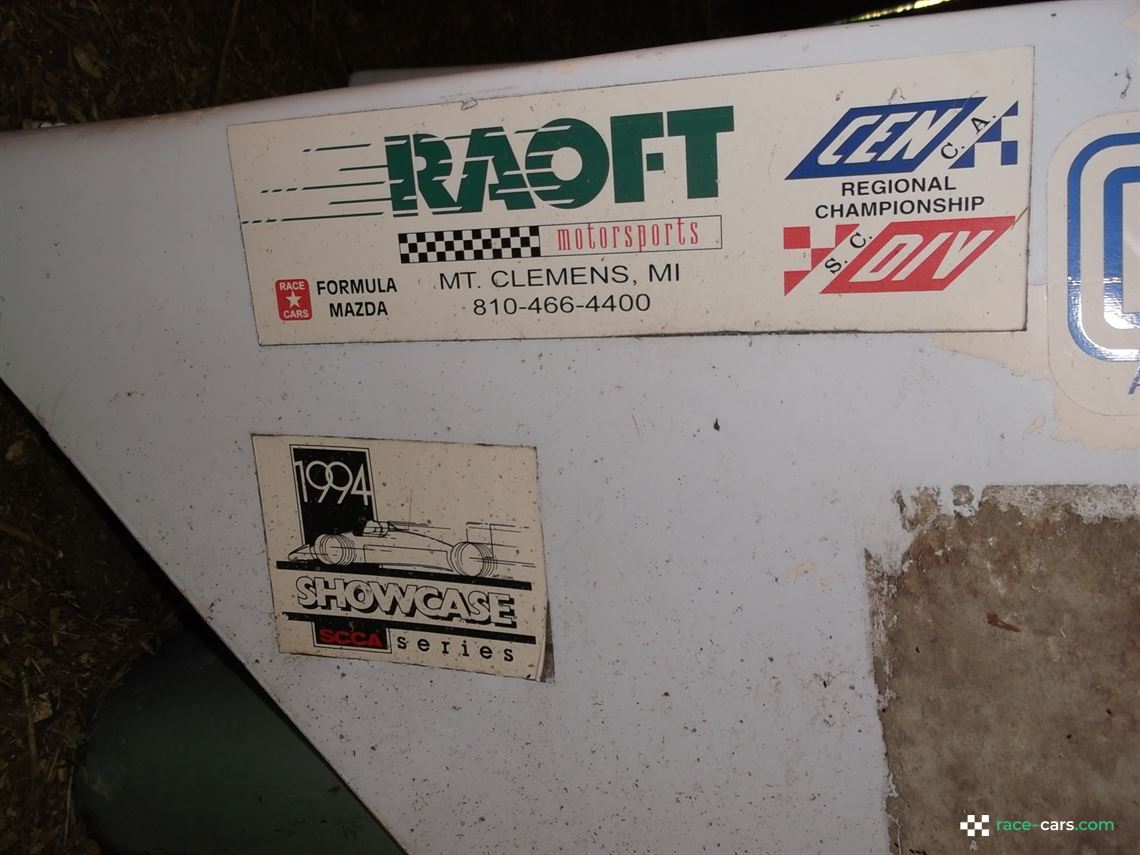 RAOFT
motorsports
MT. CLEMENS, MI
810-466-4400
RACE
CARS
FORMULA
MAZDA
CEN
S.C.C.A.
REGIONAL
CHAMPIONSHIP
DIV
1994
SHOWCASE
SCCA series
race-cars.com